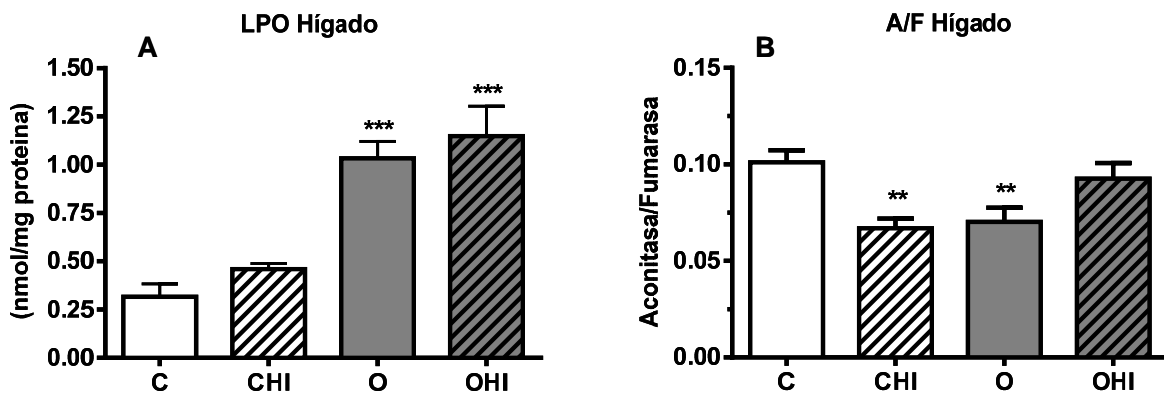 LPO Hígado
A
(nmol/mg proteina)
1.50
1.25
1.00
0.75
0.50
0.25
0.00
***
***
C CHI O OHI
A/F Hígado
B
Aconitasa/Fumarasa
0.15
0.10
0.05
0.00
**
**
C CHI O OHI